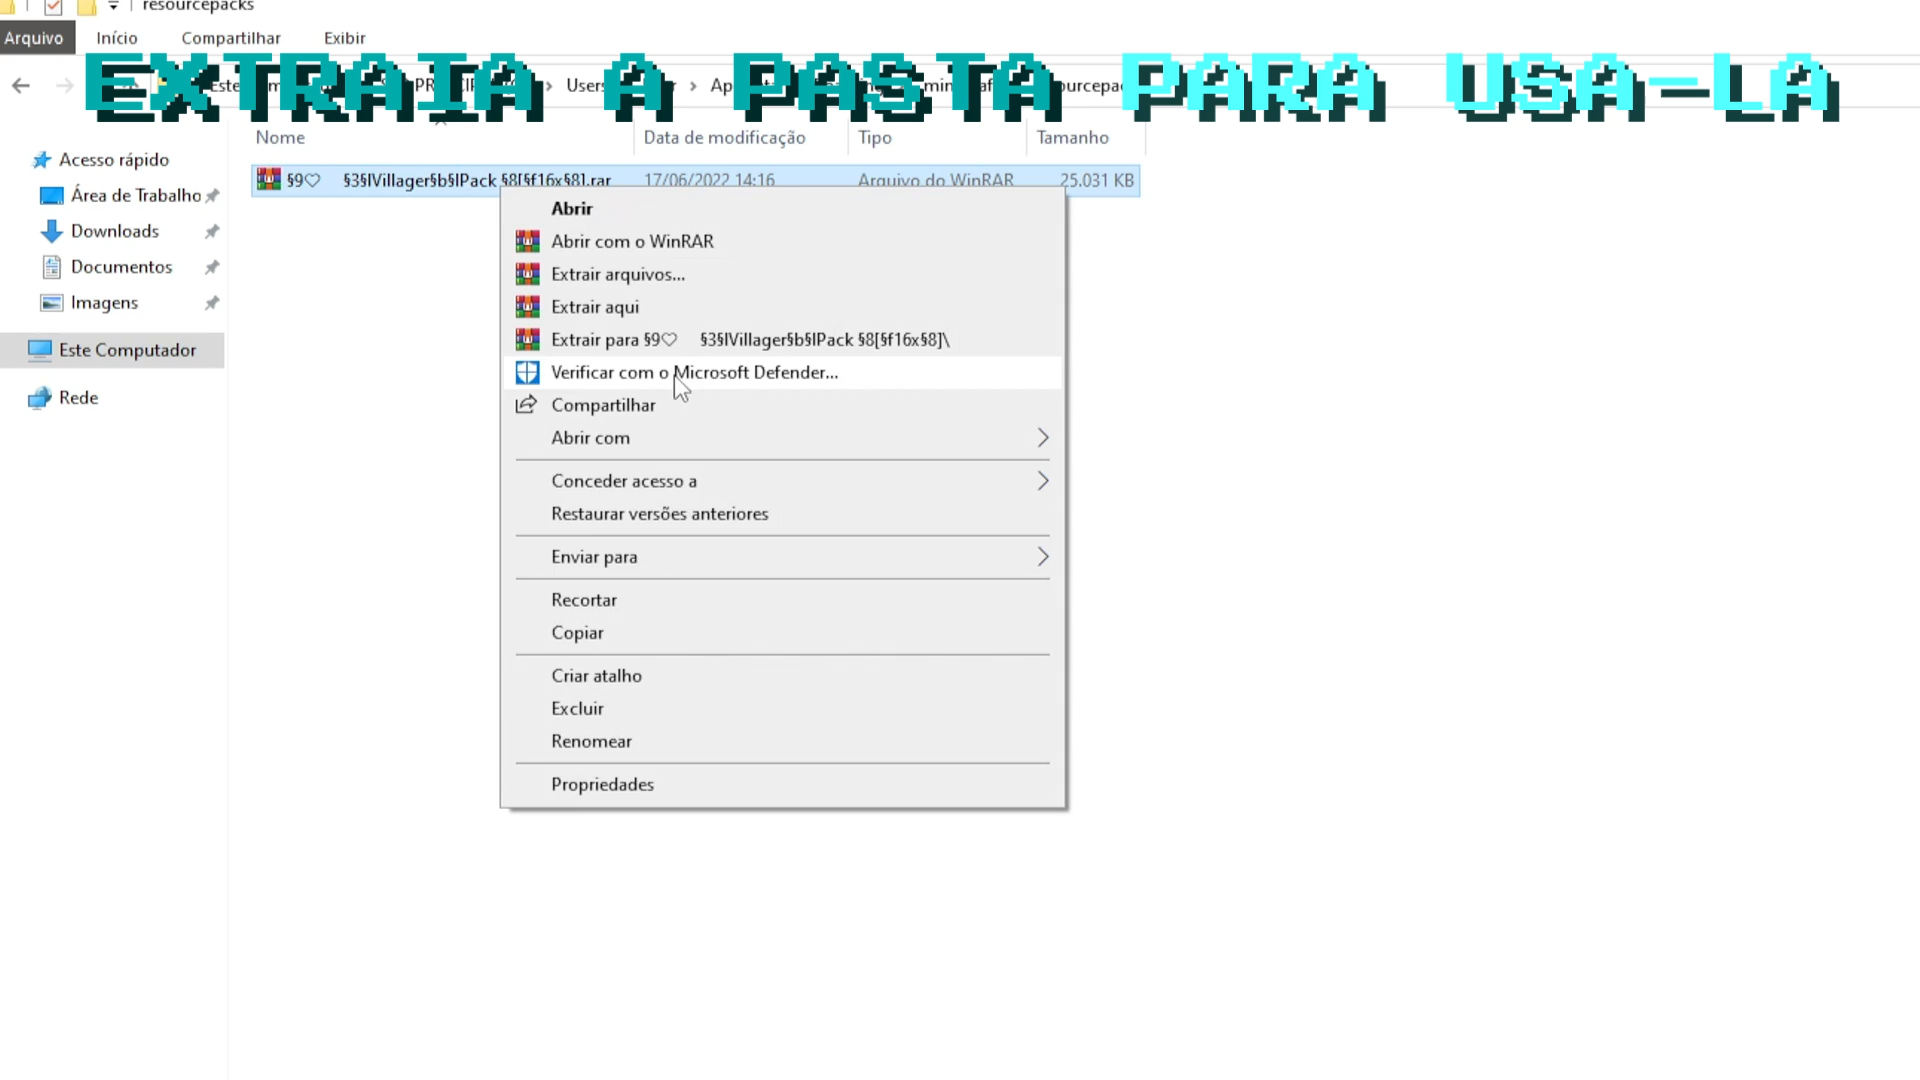 resourcepacks
Arquivo Início Compartilhar Exibir
EXTRAIA A PASTA PARA USA-LA
Users
Nome Data de modificação Tipo Tamanho
Acesso rápido
Área de Trabalho
Downloads
Documentos
Imagens
Este Computador
Rede
§9♡ §3§lVillager§b§lPack §8[§f16x§8].rar 17/06/2022 14:16 Arquivo do WinRAR 25.031 KB
Abrir
Abrir com o WinRAR
Extrair arquivos...
Extrair aqui
Extrair para §9♡ §3§lVillager§b§lPack §8[§f16x§8]\
Verificar com o Microsoft Defender...
Compartilhar
Abrir com
Conceder acesso a
Restaurar versões anteriores
Enviar para
Recortar
Copiar
Criar atalho
Excluir
Renomear
Propriedades